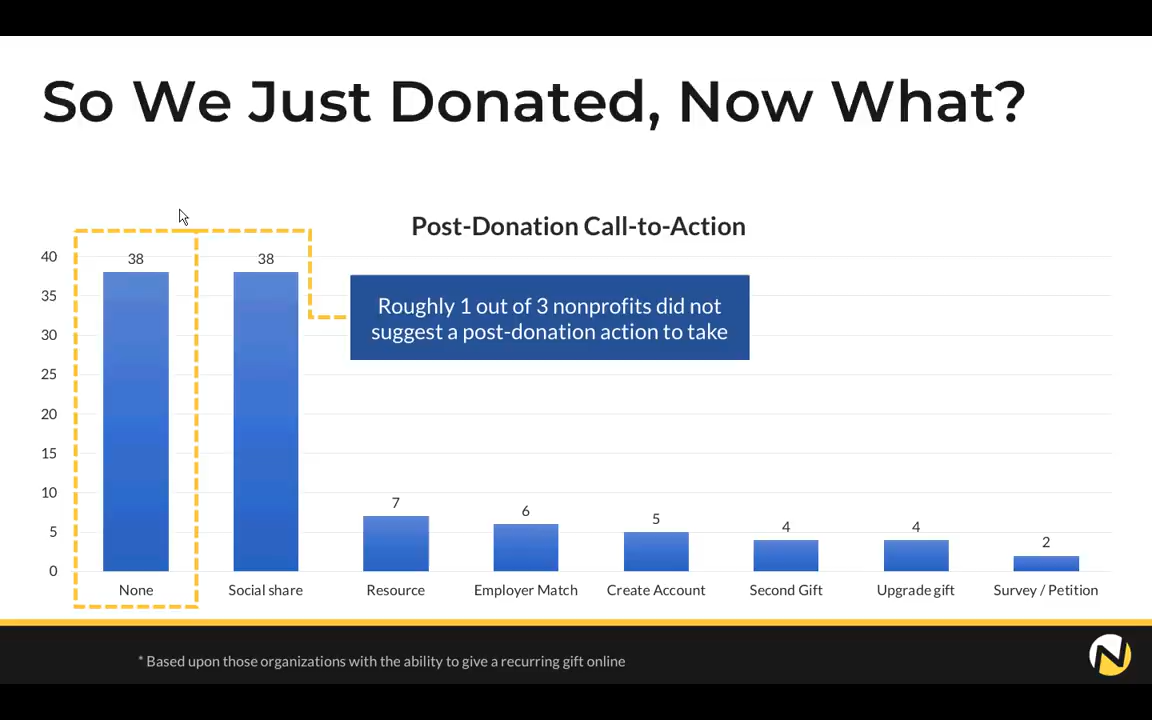 So We Just Donated, Now What?
Post-Donation Call-to-Action
40
35
30
25
20
15
10
5
0
38
38
7
6
5
4
4
2
Roughly 1 out of 3 nonprofits did not
suggest a post-donation action to take
None
Social share
Resource
Employer Match
Create Account
Second Gift
Upgrade gift
Survey / Petition
* Based upon those organizations with the ability to give a recurring gift online
N